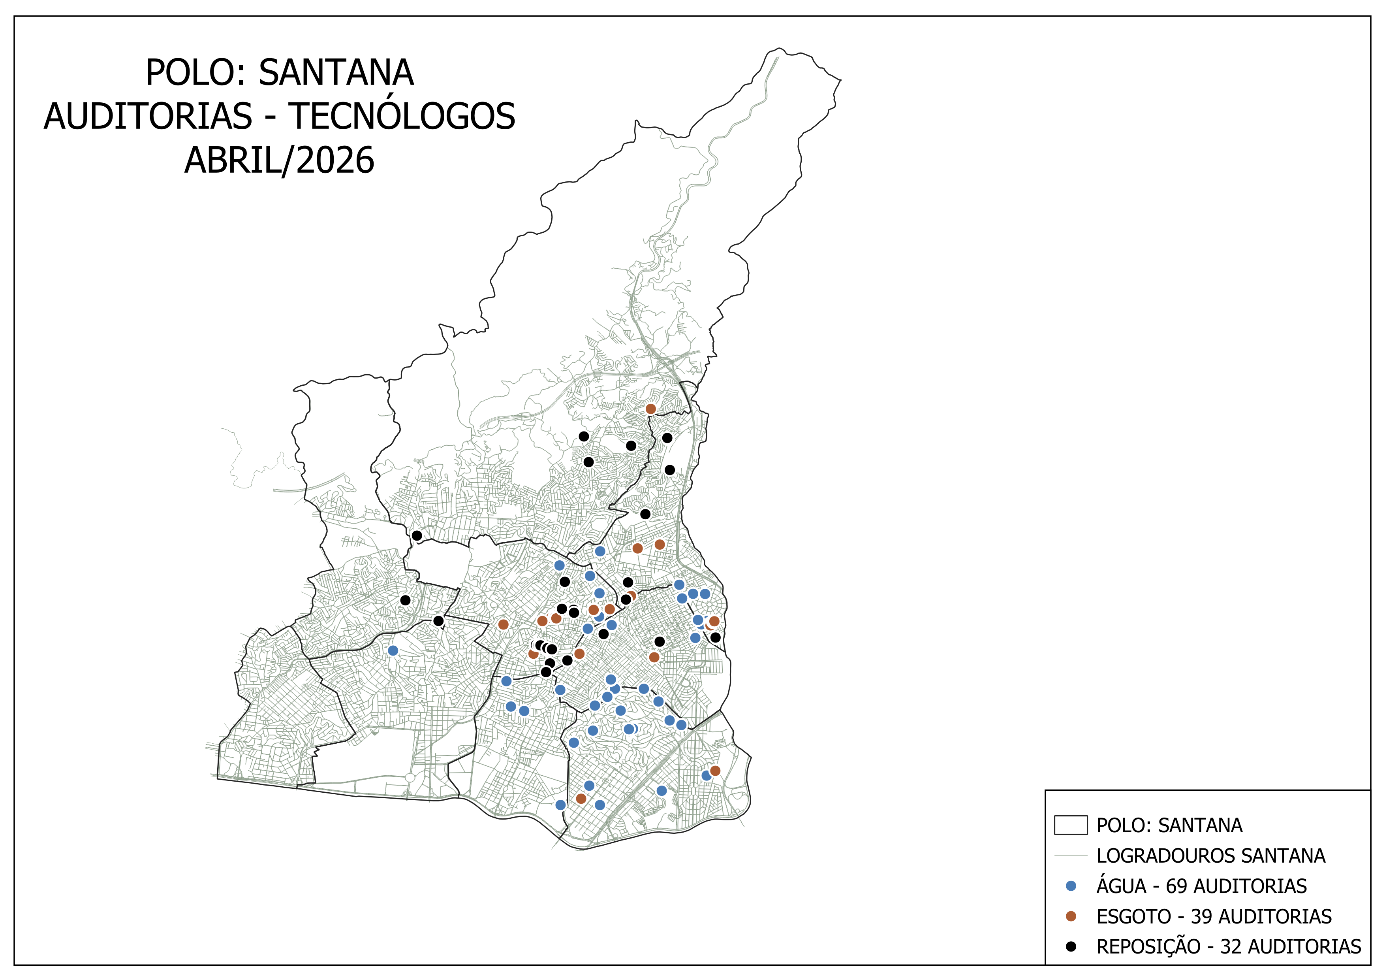 POLO: SANTANA
AUDITORIAS - TECNÓLOGOS
ABRIL/2026
POLO: SANTANA
LOGRADOUROS SANTANA
ÁGUA - 69 AUDITORIAS
ESGOTO - 39 AUDITORIAS
REPOSIÇÃO - 32 AUDITORIAS